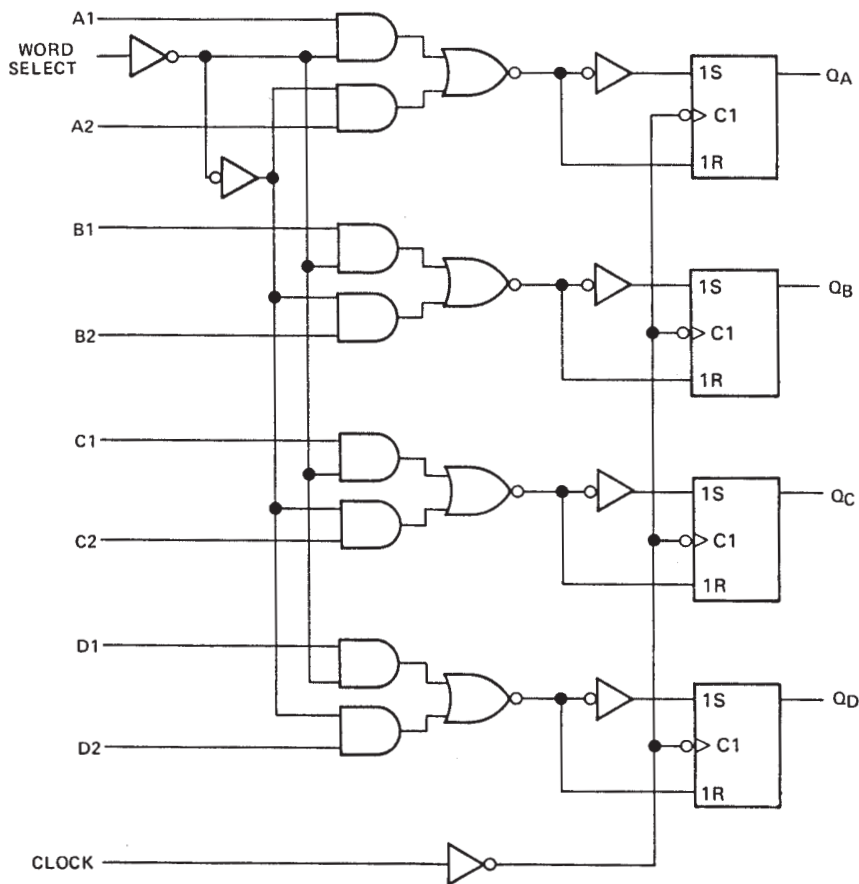 A1
WORD
SELECT
A2
1S
C1
1R
QA
B1
B2
1S
C1
1R
QB
C1
C2
1S
C1
1R
QC
D1
D2
1S
C1
1R
QD
CLOCK